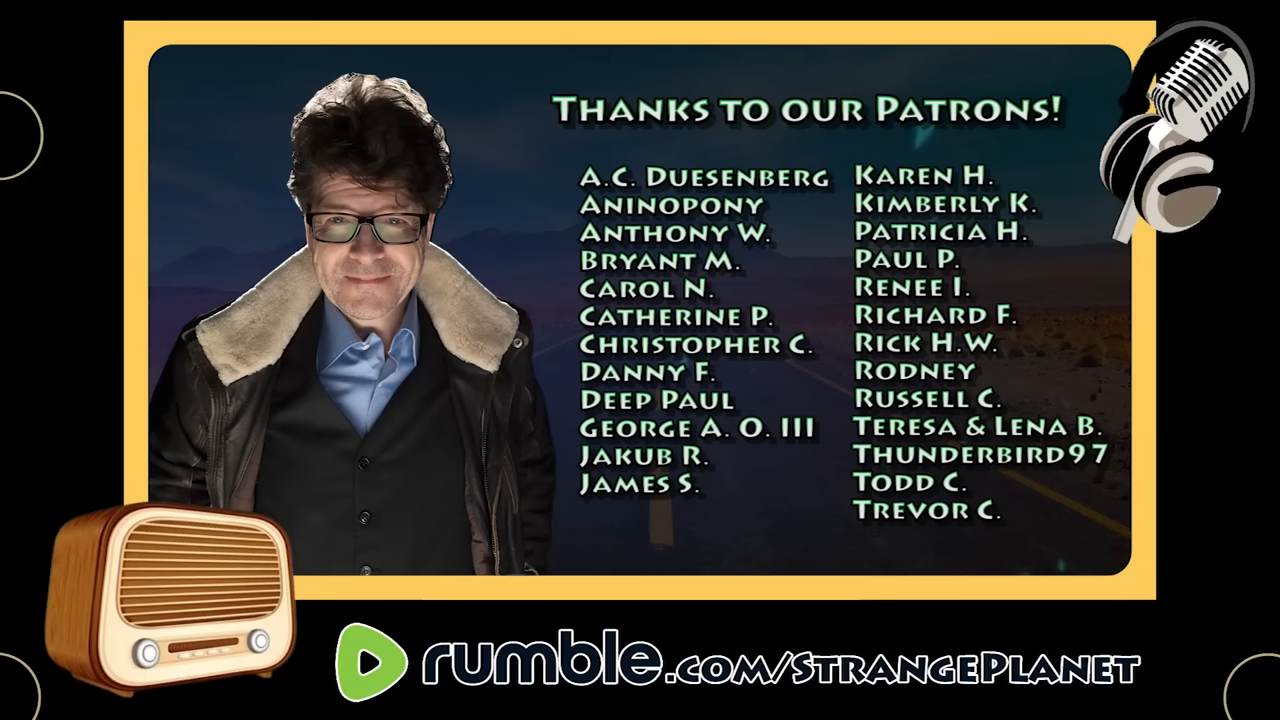 Thanks to our Patrons!
A.C. Duesenberg
Aninopony
Anthony W.
Bryant M.
Carol N.
Catherine P.
Christopher C.
Danny F.
Deep Paul
George A. O. III
Jakub R.
James S.
Karen H.
Kimberly K.
Patricia H.
Paul P.
Renee I.
Richard F.
Rick H.W.
Rodney
Russell C.
Teresa & Lena B.
Thunderbird97
Todd C.
Trevor C.
rumble.com/StrangePlanet